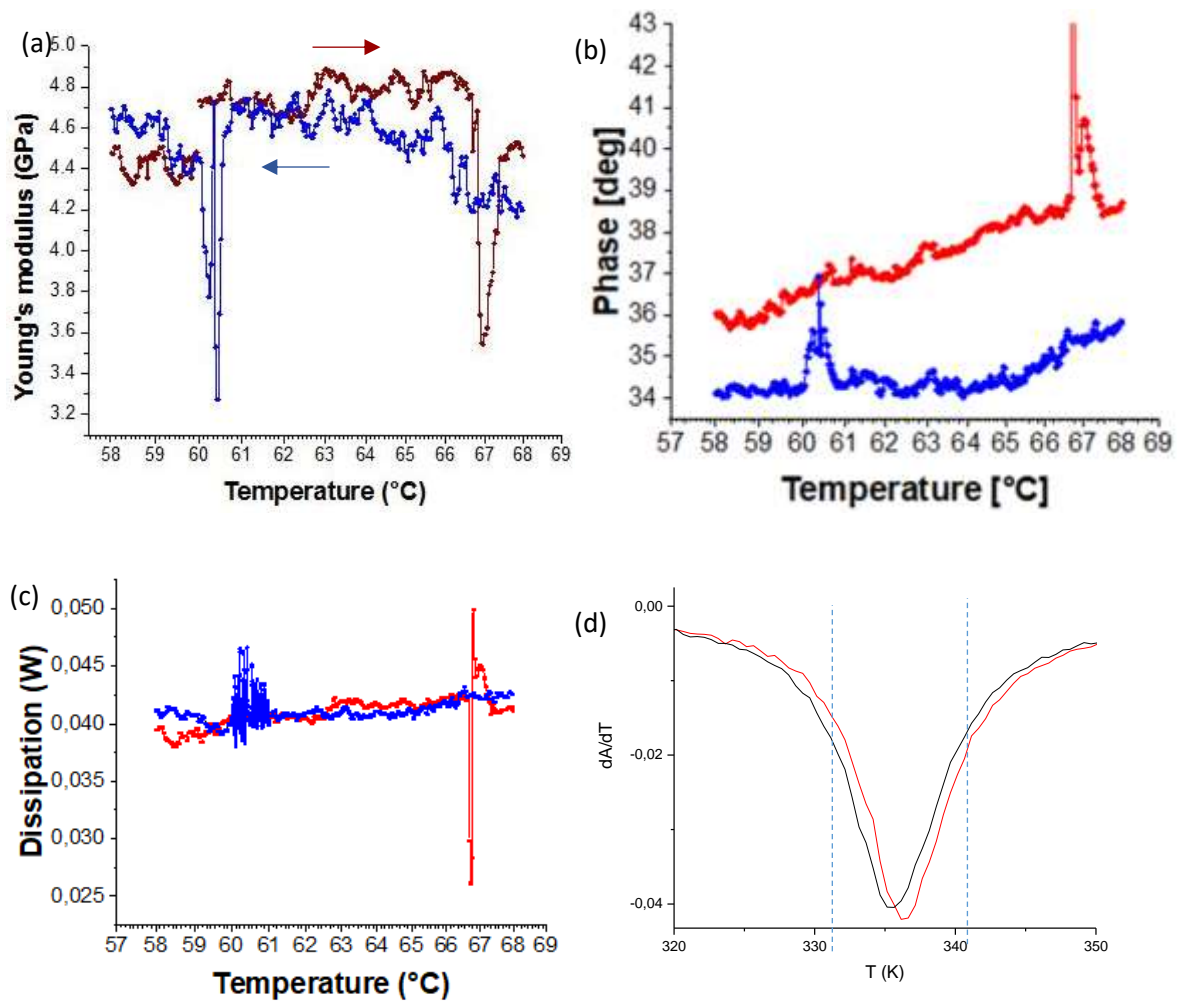 (a)
5.0
4.8
4.6
4.4
4.2
4.0
3.8
3.6
3.4
3.2
58 59 60 61 62 63 64 65 66 67 68 69
Young's modulus (GPa)
Temperature (°C)
(b)
43
42
41
40
39
38
37
36
35
34
57 58 59 60 61 62 63 64 65 66 67 68 69
Phase [deg]
Temperature [°C]
(c)
0,050
0,045
0,040
0,035
0,030
0,025
57 58 59 60 61 62 63 64 65 66 67 68 69
Dissipation (W)
Temperature (°C)
(d)
0,00
-0,02
-0,04
320 330 340 350
dA/dT
T (K)